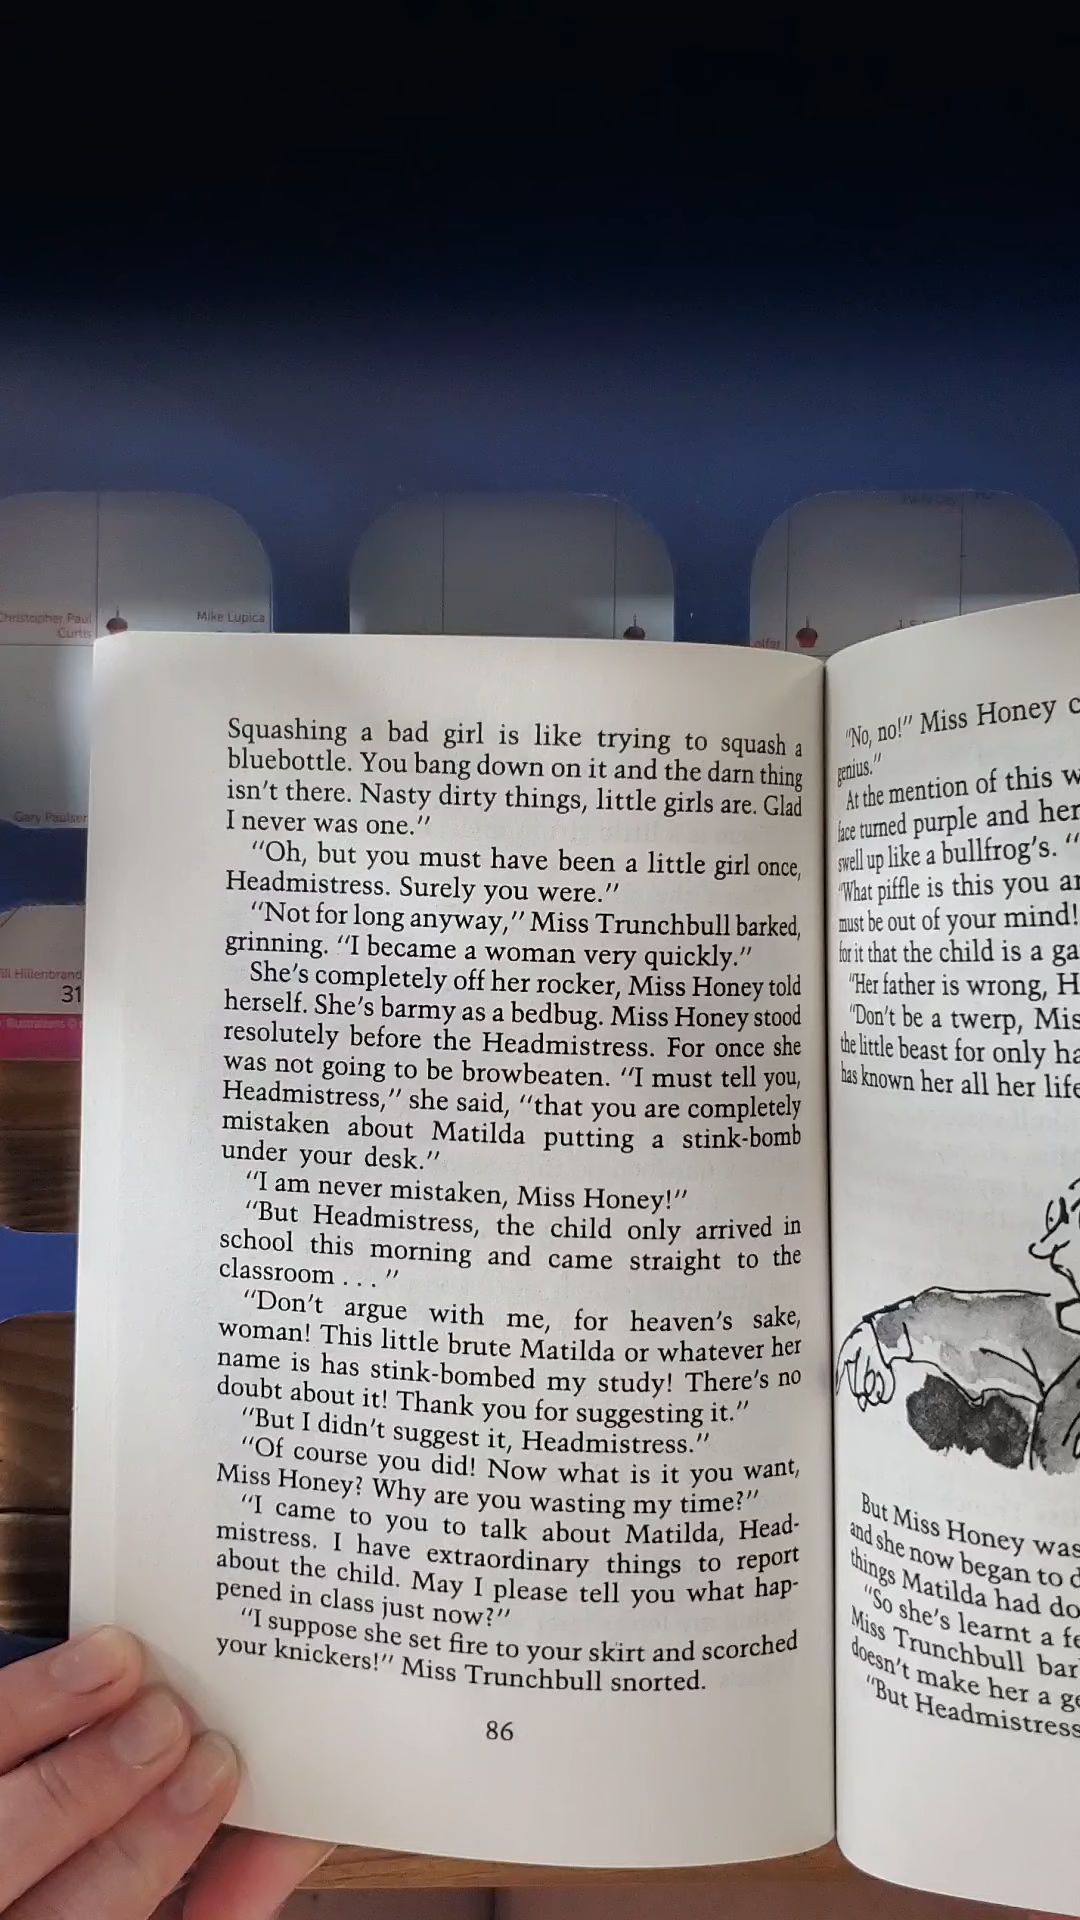 Christopher Paul
Curtis
Mike Lupica
Gary Paulsen
ill Hillenbrand
31
Illustrations ©
Squashing a bad girl is like trying to squash a
bluebottle. You bang down on it and the darn thing
isn't there. Nasty dirty things, little girls are. Glad
I never was one."
"Oh, but you must have been a little girl once,
Headmistress. Surely you were."
"Not for long anyway," Miss Trunchbull barked,
grinning. "I became a woman very quickly."
She's completely off her rocker, Miss Honey told
herself. She's barmy as a bedbug. Miss Honey stood
resolutely before the Headmistress. For once she
was not going to be browbeaten. "I must tell you,
Headmistress," she said, "that you are completely
mistaken about Matilda putting a stink-bomb
under your desk."
"I am never mistaken, Miss Honey!"
"But Headmistress, the child only arrived in
school this morning and came straight to the
classroom . . . "
"Don't argue with me, for heaven's sake,
woman! This little brute Matilda or whatever her
name is has stink-bombed my study! There's no
doubt about it! Thank you for suggesting it."
"But I didn't suggest it, Headmistress."
"Of course you did! Now what is it you want,
Miss Honey? Why are you wasting my time?"
"I came to you to talk about Matilda, Head-
mistress. I have extraordinary things to report
about the child. May I please tell you what hap-
pened in class just now?"
"I suppose she set fire to your skirt and scorched
your knickers!" Miss Trunchbull snorted.
86
"No, no!" Miss Honey c
genius."
At the mention of this w
face turned purple and her
swell up like a bullfrog's. "
"What piffle is this you ar
must be out of your mind!
for it that the child is a ga
"Her father is wrong, H
"Don't be a twerp, Mis
the little beast for only ha
has known her all her life
But Miss Honey was
and she now began to d
things Matilda had do
"So she's learnt a fe
Miss Trunchbull bar
doesn't make her a ge
"But Headmistress